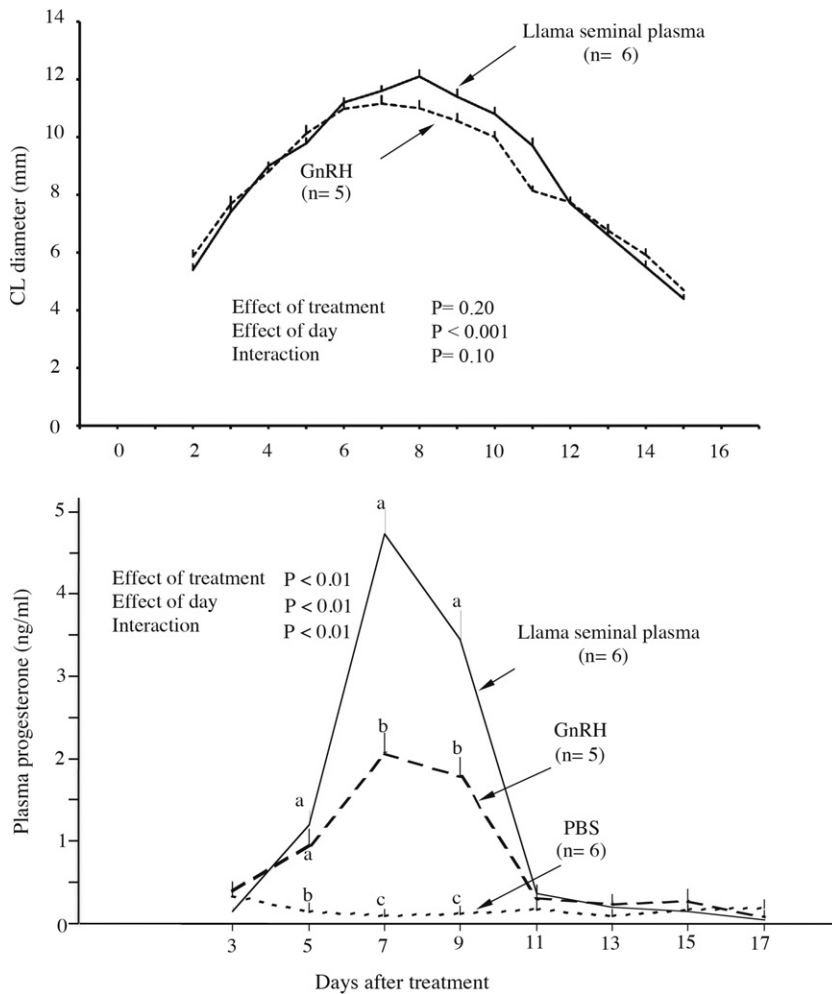 14
12
10
8
6
4
2
0
CL diameter (mm)
Llama seminal plasma
(n= 6)
GnRH
(n= 5)
Effect of treatment P= 0.20
Effect of day P < 0.001
Interaction P= 0.10
0 2 4 6 8 10 12 14 16
5
4
3
2
1
0
Plasma progesterone (ng/ml)
Effect of treatment P < 0.01
Effect of day P < 0.01
Interaction P < 0.01
a
a
a
Llama seminal plasma
(n= 6)
b
b
GnRH
(n= 5)
a
PBS
(n= 6)
b
c
c
3 5 7 9 11 13 15 17
Days after treatment